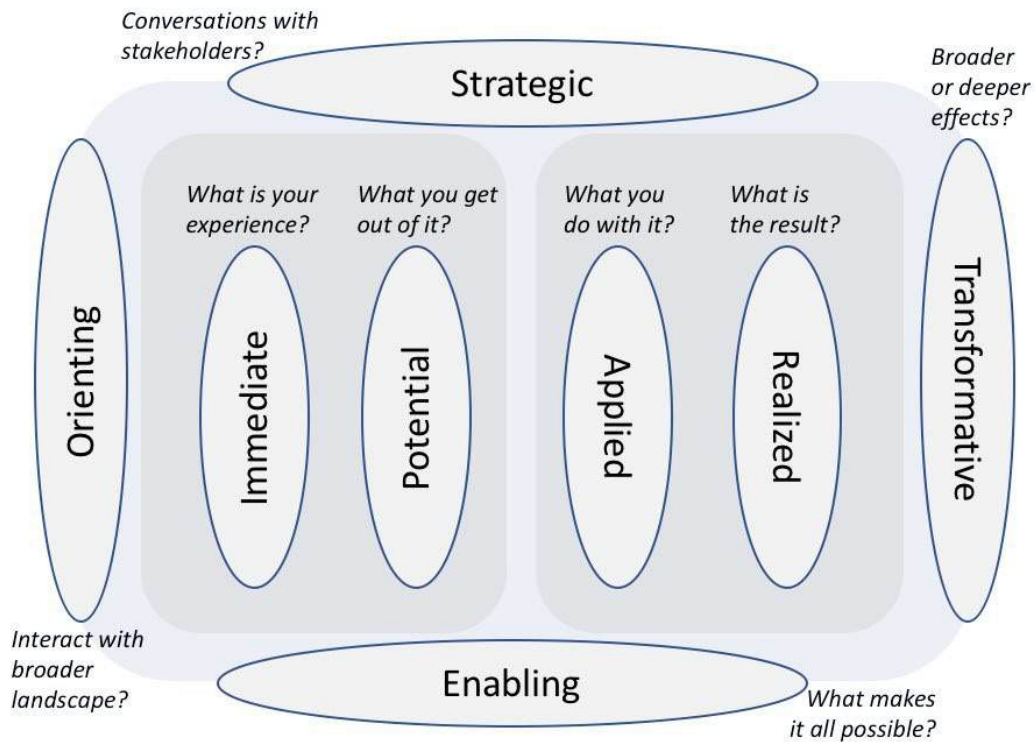 Conversations with
stakeholders?
Strategic
Broader
or deeper
effects?
What is your
experience?
What you get
out of it?
What you
do with it?
What is
the result?
Orienting
Immediate
Potential
Applied
Realized
Transformative
Interact with
broader
landscape?
Enabling
What makes
it all possible?